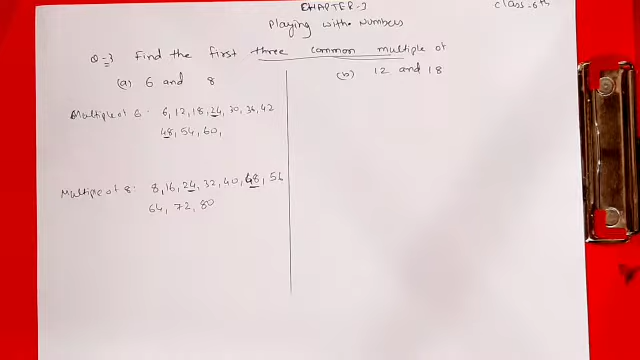 CHAPTER-3
Class-6th
Playing withe Numbers
Q-3 Find the first three common multiple of
(a) 6 and 8
(b) 12 and 18
Multiple of 6: 6, 12, 18, 24, 30, 36, 42
48, 54, 60,
Multiple of 8: 8, 16, 24, 32, 40, 48, 56
64, 72, 80